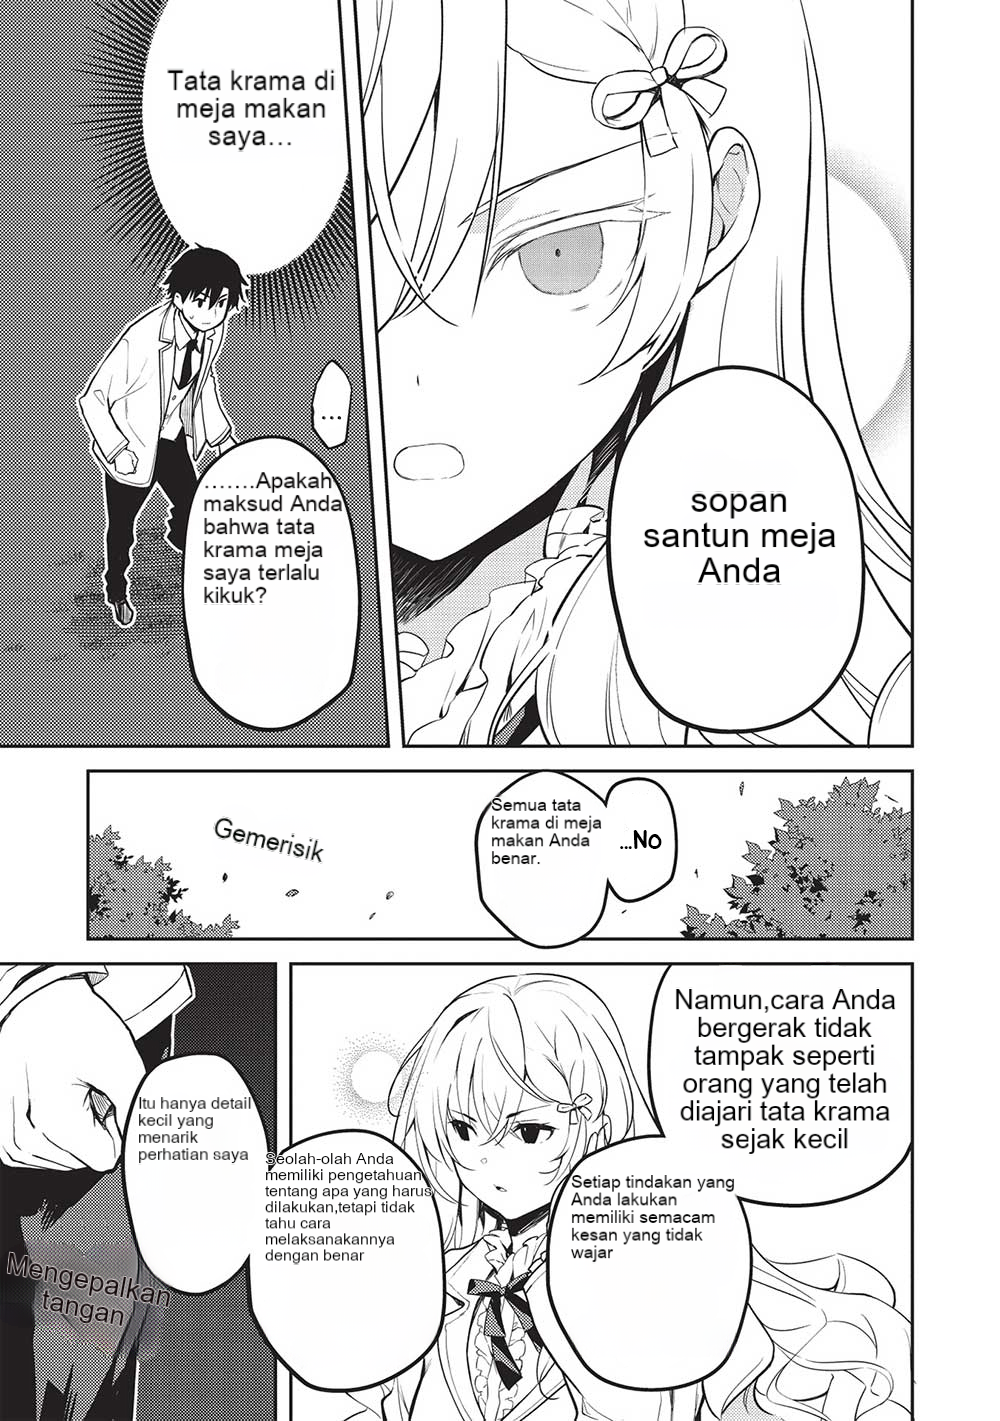 sopan
santun meja
Anda
Tata krama di
meja makan
saya...
...
.......Apakah
maksud Anda
bahwa tata
krama meja
saya terlalu
kikuk?
...No
Semua tata
krama di meja
makan Anda
benar.
Gemerisik
Namun,cara Anda
bergerak tidak
tampak seperti
orang yang telah
diajari tata krama
sejak kecil
Setiap tindakan yang
Anda lakukan
memiliki semacam
kesan yang tidak
wajar
Seolah-olah Anda
memiliki pengetahuan
tentang apa yang harus
dilakukan,tetapi tidak
tahu cara
melaksanakannya
dengan benar
Itu hanya detail
kecil yang
menarik
perhatian saya
Mengepalkan
tangan